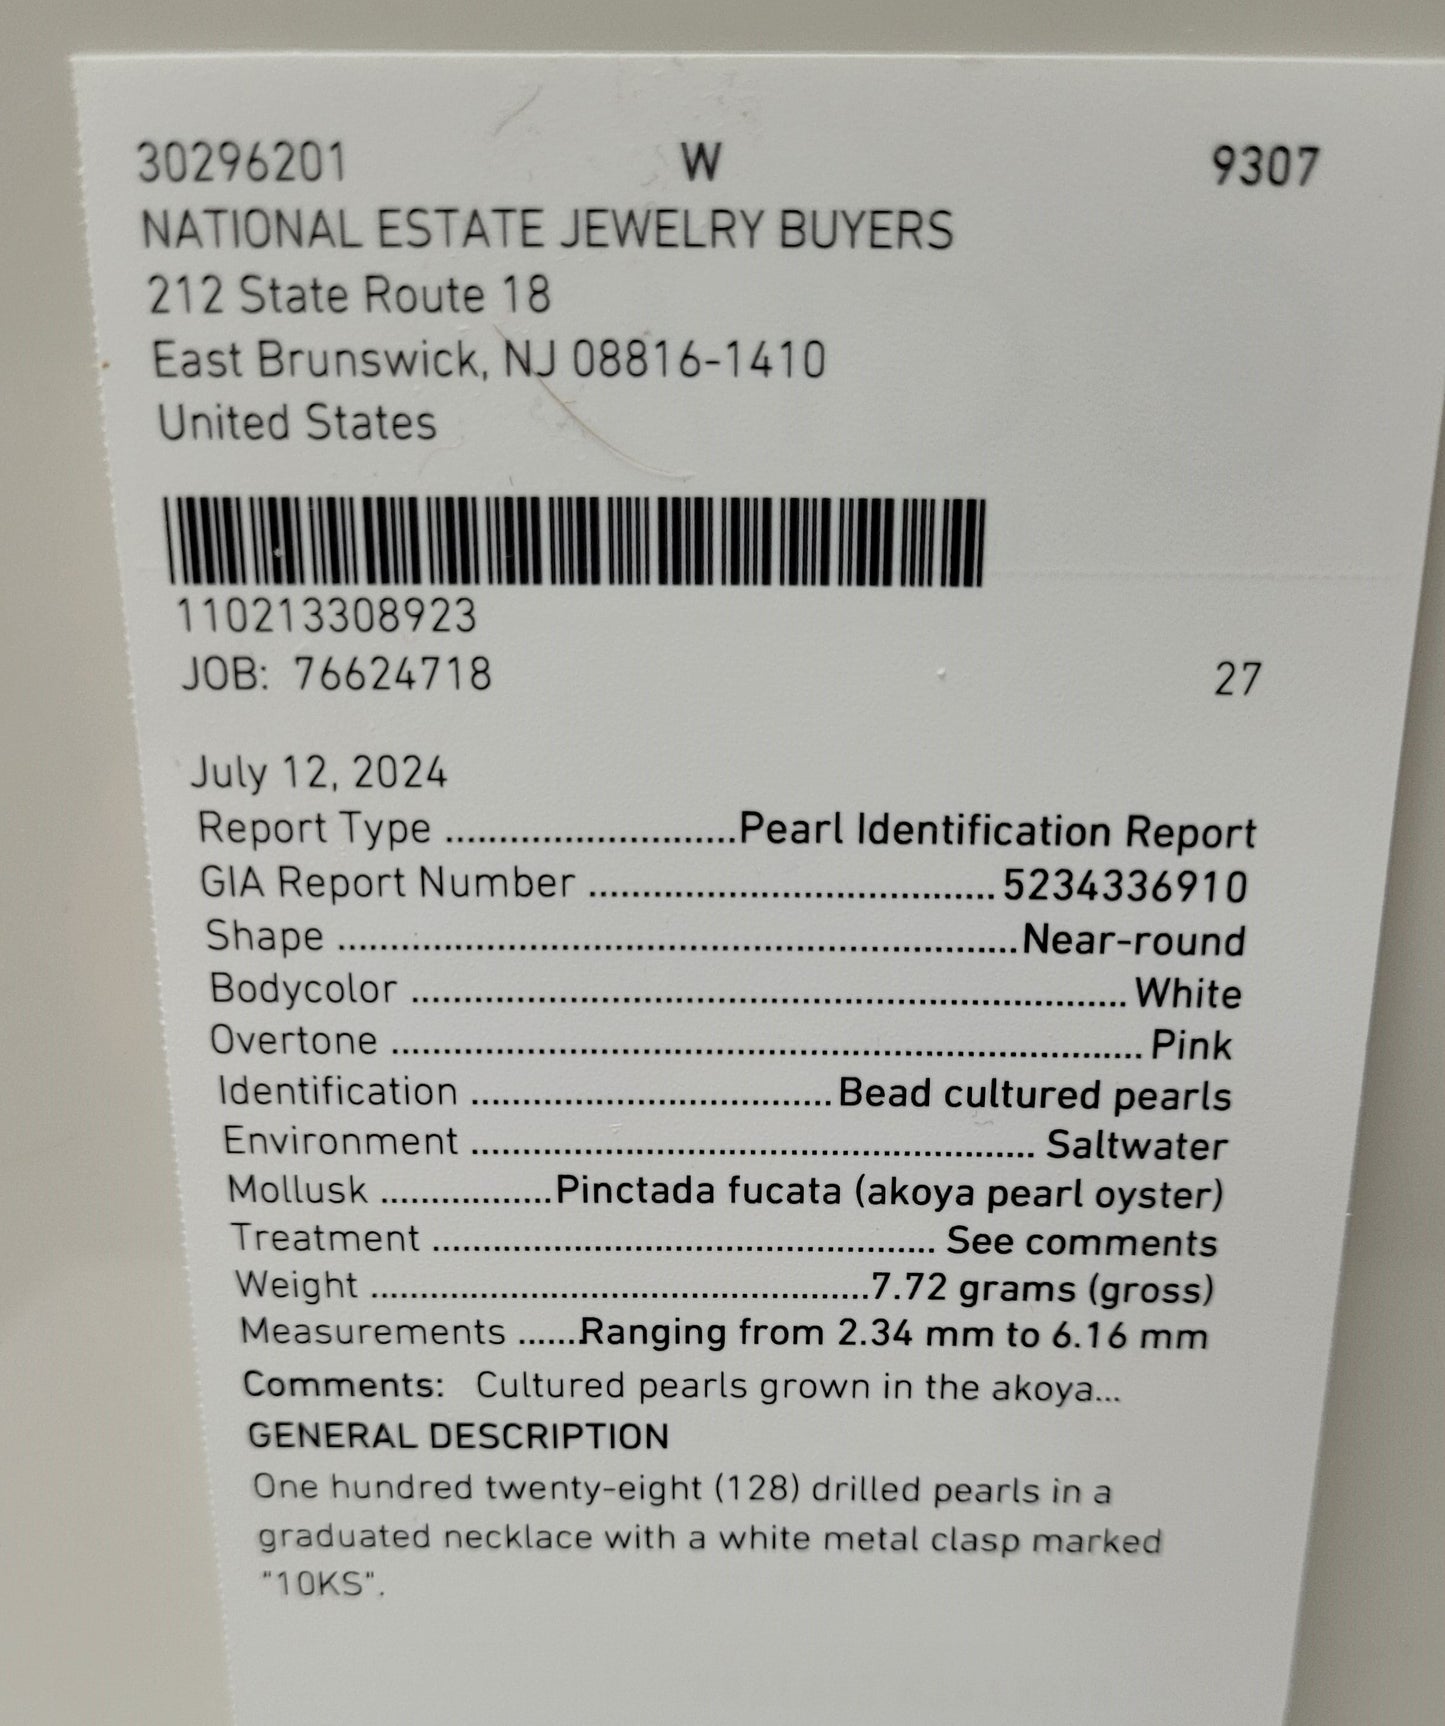 30296201 W 9307
NATIONAL ESTATE JEWELRY BUYERS
212 State Route 18
East Brunswick, NJ 08816-1410
United States
110213308923
JOB: 76624718 27
July 12, 2024
Report Type ...........................Pearl Identification Report
GIA Report Number ......................................5234336910
Shape ...............................................................Near-round
Bodycolor ...................................................................White
Overtone ......................................................................Pink
Identification ..................................Bead cultured pearls
Environment .....................................................Saltwater
Mollusk ................Pinctada fucata (akoya pearl oyster)
Treatment ...............................................See comments
Weight ...............................................7.72 grams (gross)
Measurements ......Ranging from 2.34 mm to 6.16 mm
Comments: Cultured pearls grown in the akoya...
GENERAL DESCRIPTION
One hundred twenty-eight (128) drilled pearls in a
graduated necklace with a white metal clasp marked
"10KS".